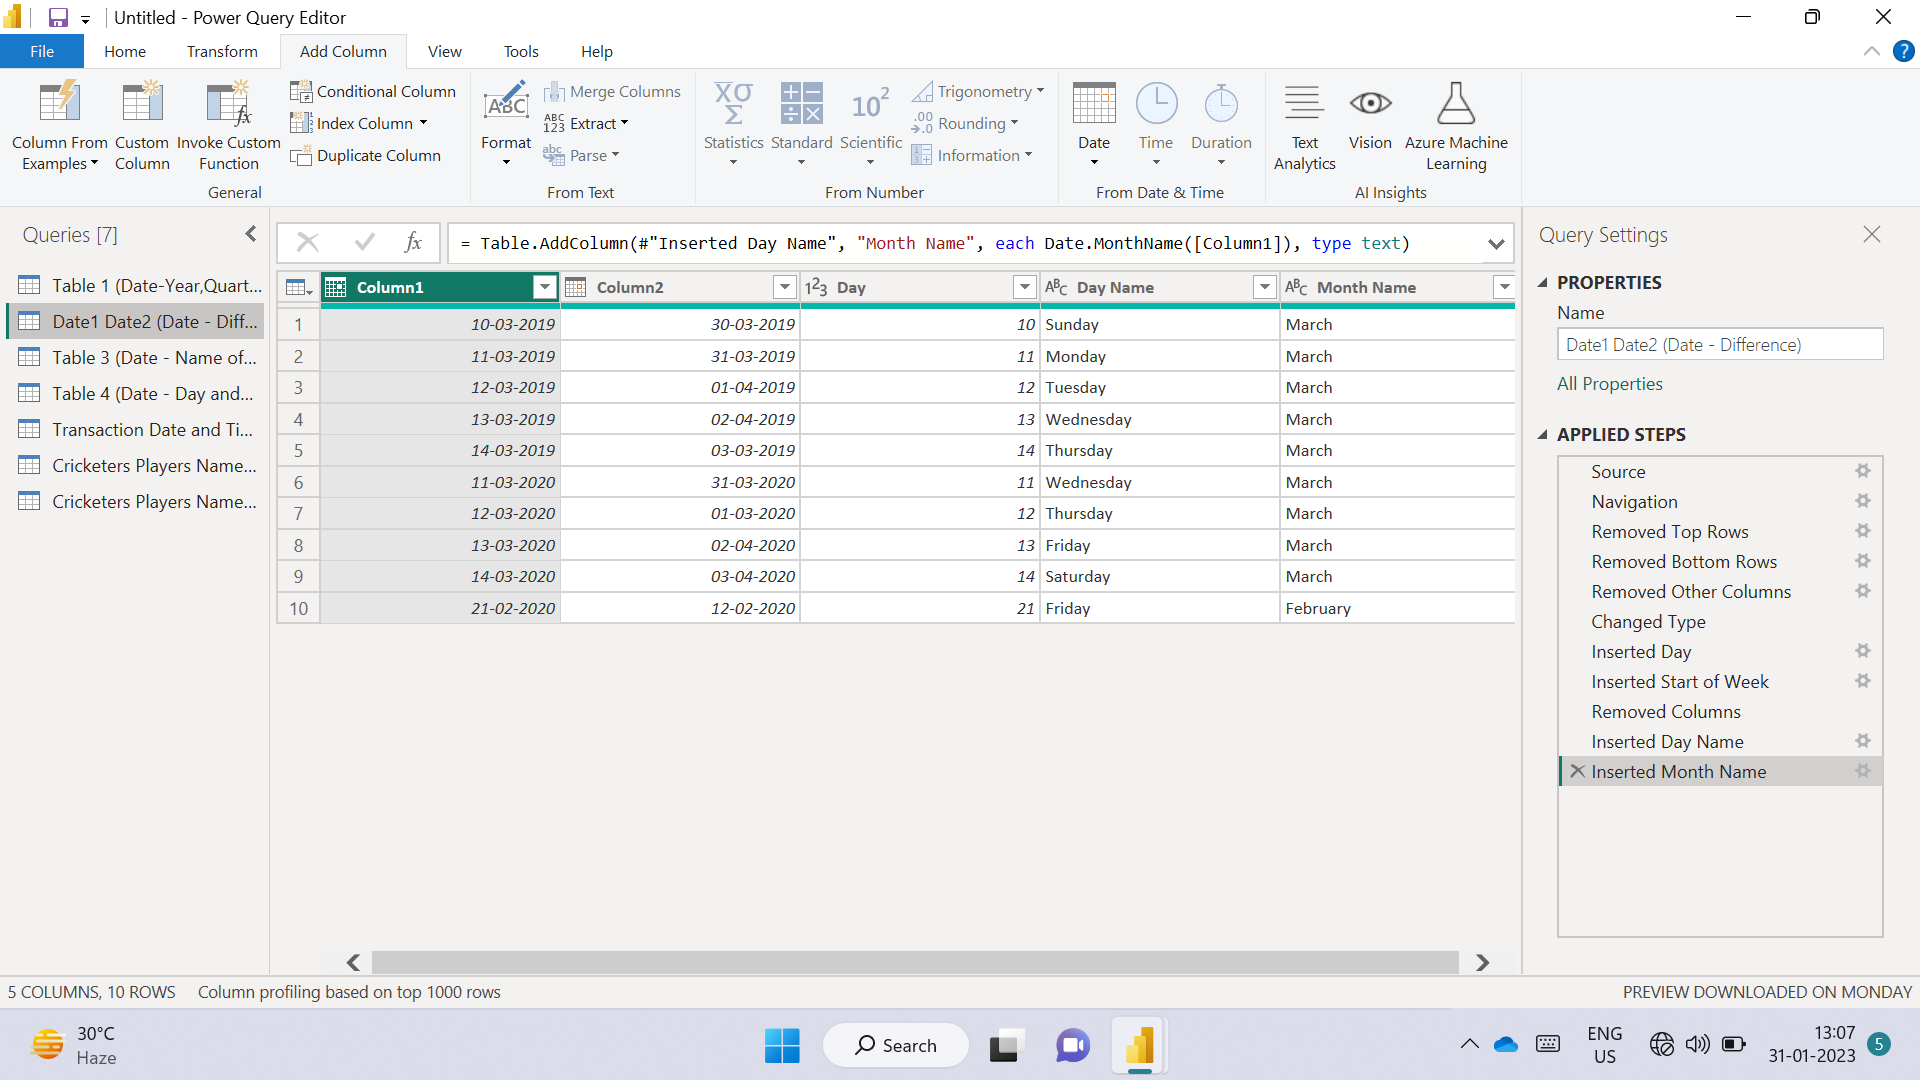 Untitled - Power Query Editor
File Home Transform Add Column View Tools Help
Column From Examples
Custom Column
Invoke Custom Function
Conditional Column
Index Column
Duplicate Column
General
ABC
Format
Merge Columns
ABC 123 Extract
abc Parse
From Text
XΣ Statistics
Standard
10² Scientific
Trigonometry
.00 →.0 Rounding
Information
From Number
Date
Time
Duration
From Date & Time
Text Analytics
Vision
Azure Machine Learning
AI Insights
Queries [7]
Table 1 (Date-Year,Quart...
Date1 Date2 (Date - Diff...
Table 3 (Date - Name of...
Table 4 (Date - Day and...
Transaction Date and Ti...
Cricketers Players Name...
Cricketers Players Name...
fx = Table.AddColumn(#"Inserted Day Name", "Month Name", each Date.MonthName([Column1]), type text)
Column1 Column2 123 Day ABC Day Name ABC Month Name
1 10-03-2019 30-03-2019 10 Sunday March
2 11-03-2019 31-03-2019 11 Monday March
3 12-03-2019 01-04-2019 12 Tuesday March
4 13-03-2019 02-04-2019 13 Wednesday March
5 14-03-2019 03-03-2019 14 Thursday March
6 11-03-2020 31-03-2020 11 Wednesday March
7 12-03-2020 01-03-2020 12 Thursday March
8 13-03-2020 02-04-2020 13 Friday March
9 14-03-2020 03-04-2020 14 Saturday March
10 21-02-2020 12-02-2020 21 Friday February
Query Settings
PROPERTIES
Name
Date1 Date2 (Date - Difference)
All Properties
APPLIED STEPS
Source
Navigation
Removed Top Rows
Removed Bottom Rows
Removed Other Columns
Changed Type
Inserted Day
Inserted Start of Week
Removed Columns
Inserted Day Name
Inserted Month Name
5 COLUMNS, 10 ROWS Column profiling based on top 1000 rows
PREVIEW DOWNLOADED ON MONDAY
30°C
Haze
Search
ENG
US
13:07
31-01-2023
5